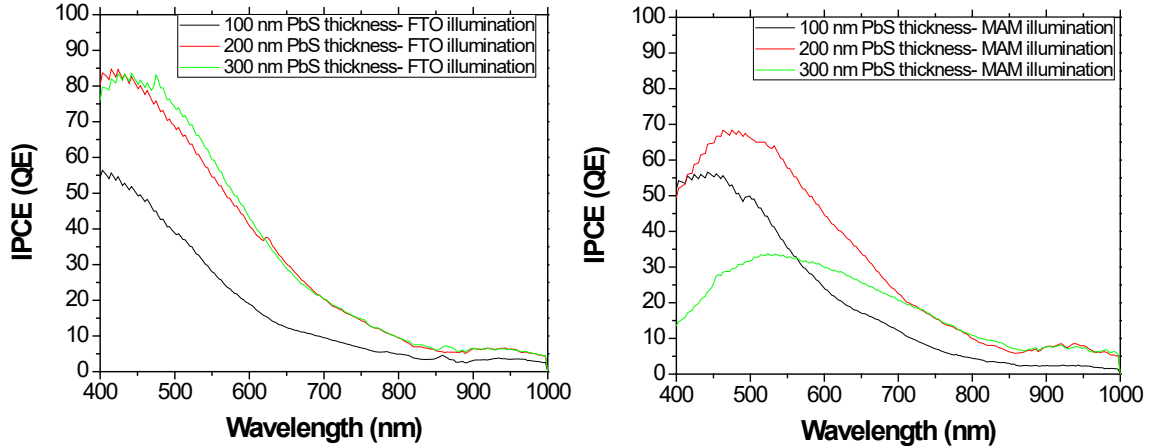 100 nm PbS thickness- FTO illumination
200 nm PbS thickness- FTO illumination
300 nm PbS thickness- FTO illumination
100
90
80
70
60
50
40
30
20
10
0
IPCE (QE)
400 500 600 700 800 900 1000
Wavelength (nm)
100 nm PbS thickness- MAM illumination
200 nm PbS thickness- MAM illumination
300 nm PbS thickness- MAM illumination
100
90
80
70
60
50
40
30
20
10
0
IPCE (QE)
400 500 600 700 800 900 1000
Wavelength (nm)